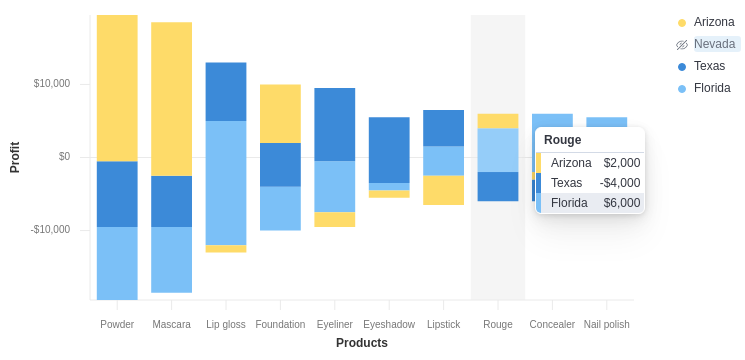 Arizona
Nevada
Texas
Florida
Profit
$10,000
$0
-$10,000
Rouge
Arizona $2,000
Texas -$4,000
Florida $6,000
Powder Mascara Lip gloss Foundation Eyeliner Eyeshadow Lipstick Rouge Concealer Nail polish
Products